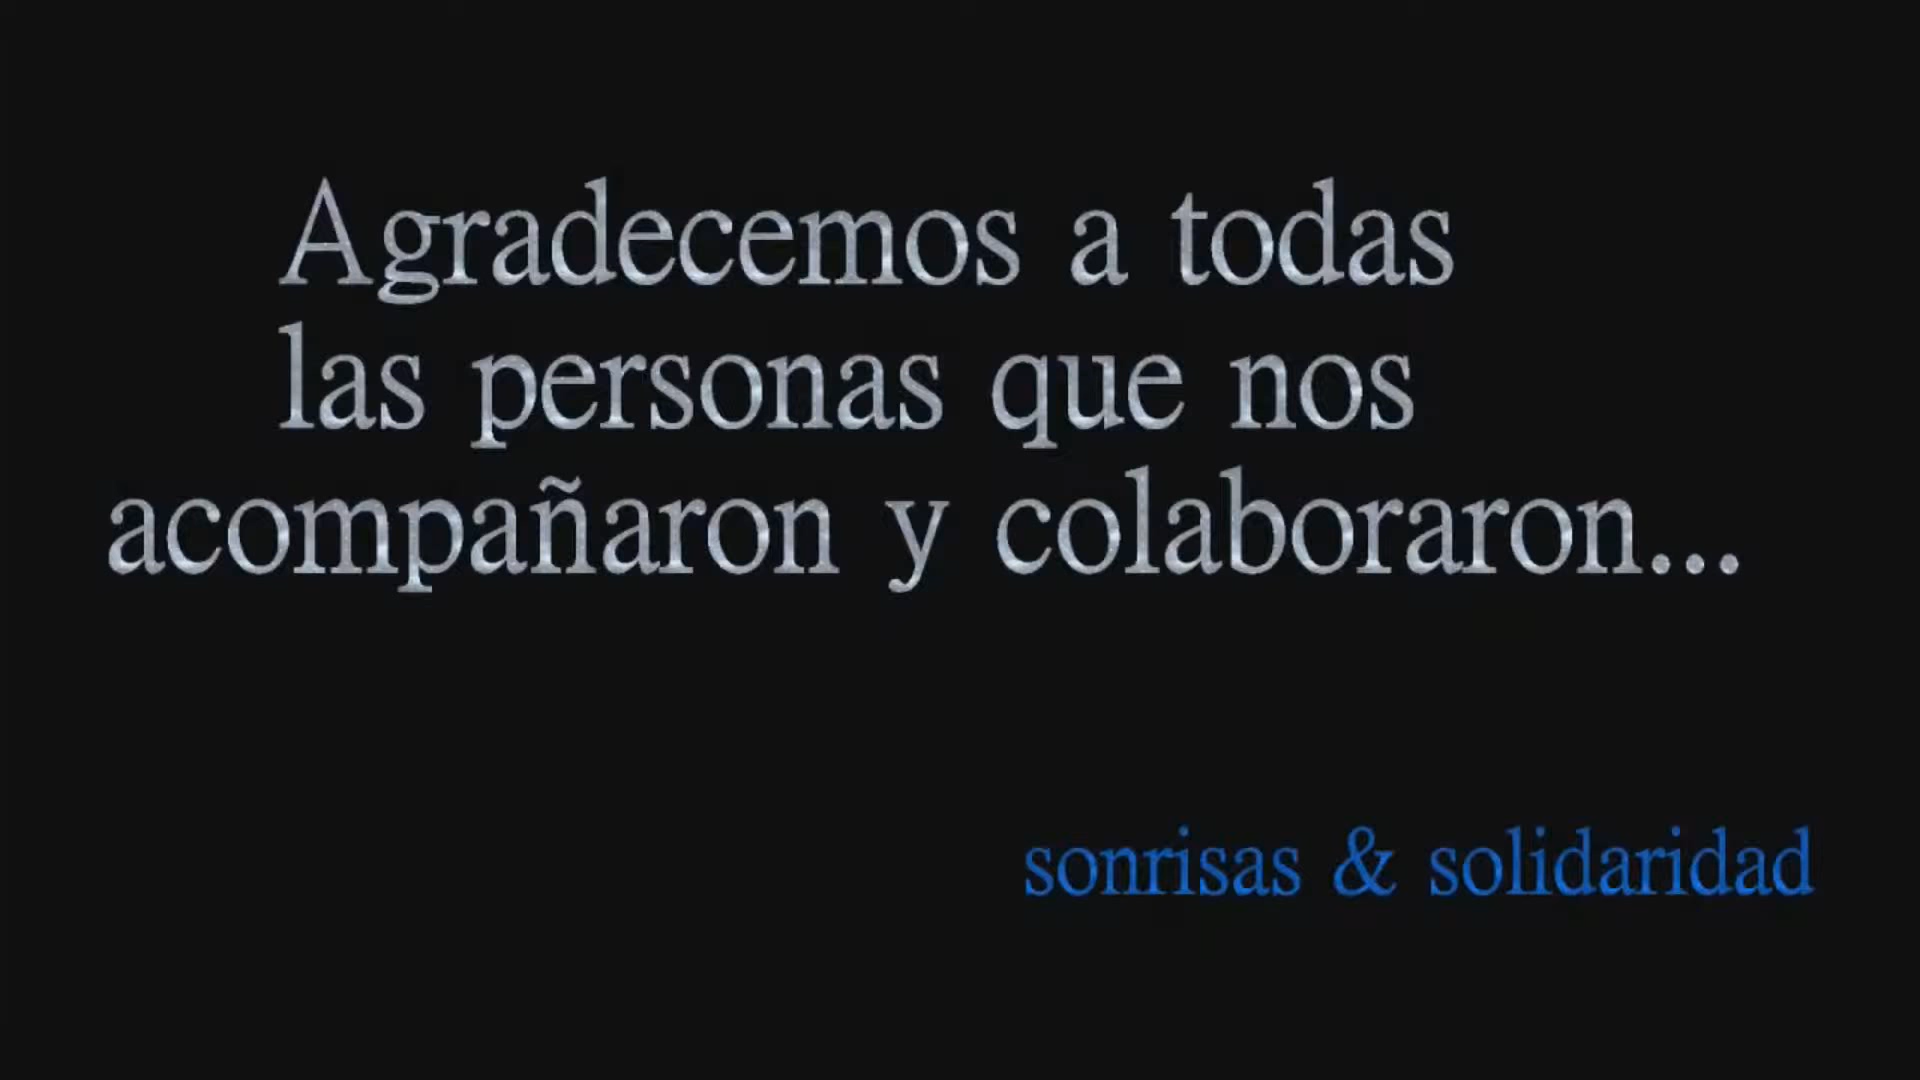 Agradecemos a todas
las personas que nos
acompañaron y colaboraron...
sonrisas & solidaridad